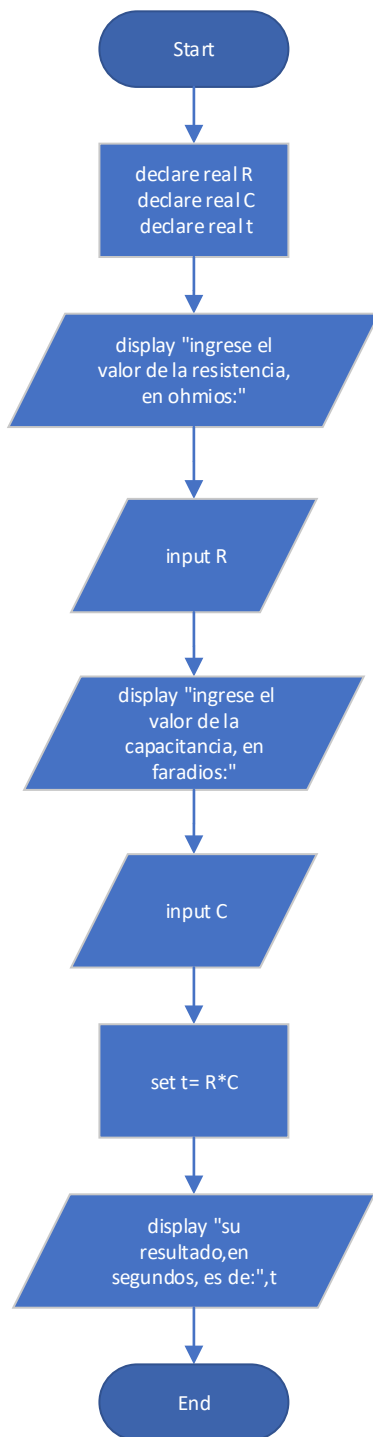 Start
declare real R
declare real C
declare real t
display "ingrese el
valor de la resistencia,
en ohmios:"
input R
display "ingrese el
valor de la
capacitancia, en
faradios:"
input C
set t= R*C
display "su
resultado,en
segundos, es de:",t
End